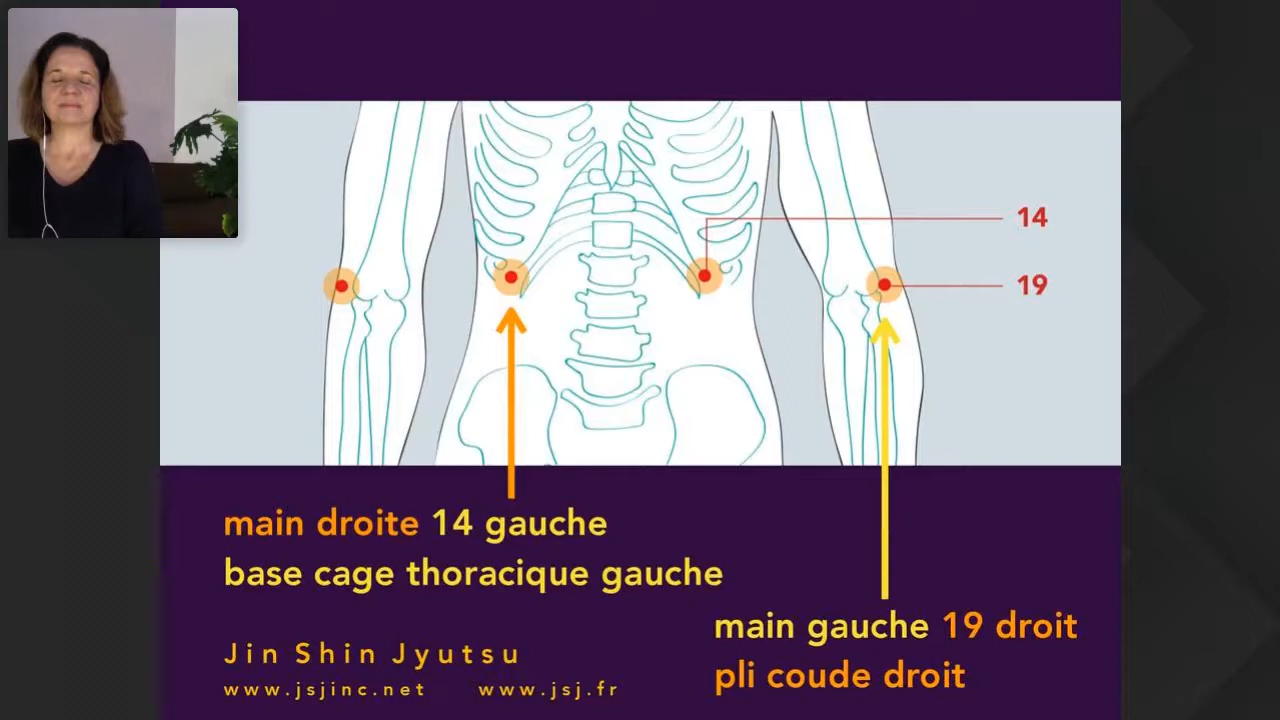 14
19
main droite 14 gauche
base cage thoracique gauche
main gauche 19 droit
pli coude droit
Jin Shin Jyutsu
www.jsjinc.net www.jsj.fr